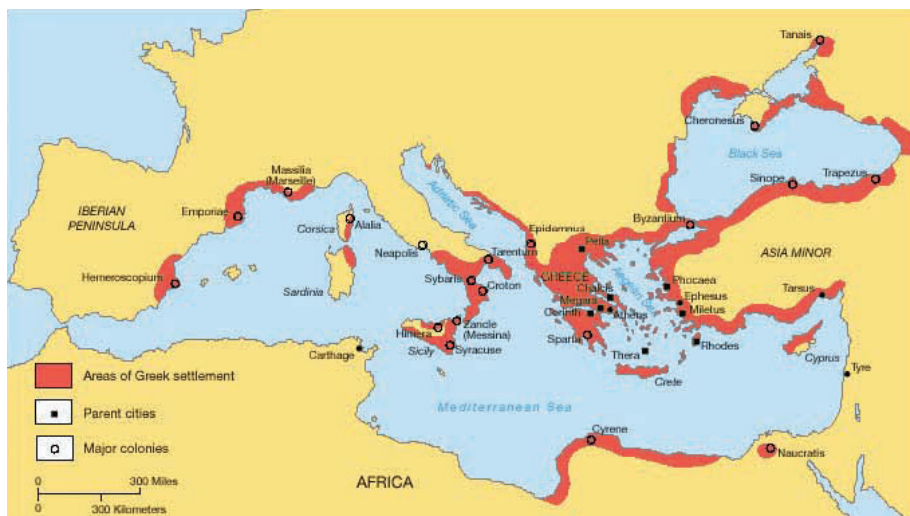 Tanais
Cheronesus
Black Sea
Sinope
Trapezus
Massilia
(Marseille)
Emporiae
IBERIAN
PENINSULA
Corsica
Alalia
Adriatic Sea
Epidamnus
Byzantium
Pella
ASIA MINOR
Hemeroscopium
Neapolis
Tarentum
Sardinia
Sybaris
Croton
GREECE
Aegean Sea
Phocaea
Chalcis
Ephesus
Tarsus
Megara
Athens
Miletus
Corinth
Himera
Zancle
(Messina)
Sicily
Syracuse
Sparta
Thera
Rhodes
Cyprus
Carthage
Crete
Tyre
Areas of Greek settlement
Parent cities
Mediterranean Sea
Major colonies
Cyrene
Naucratis
0 300 Miles
0 300 Kilometers
AFRICA